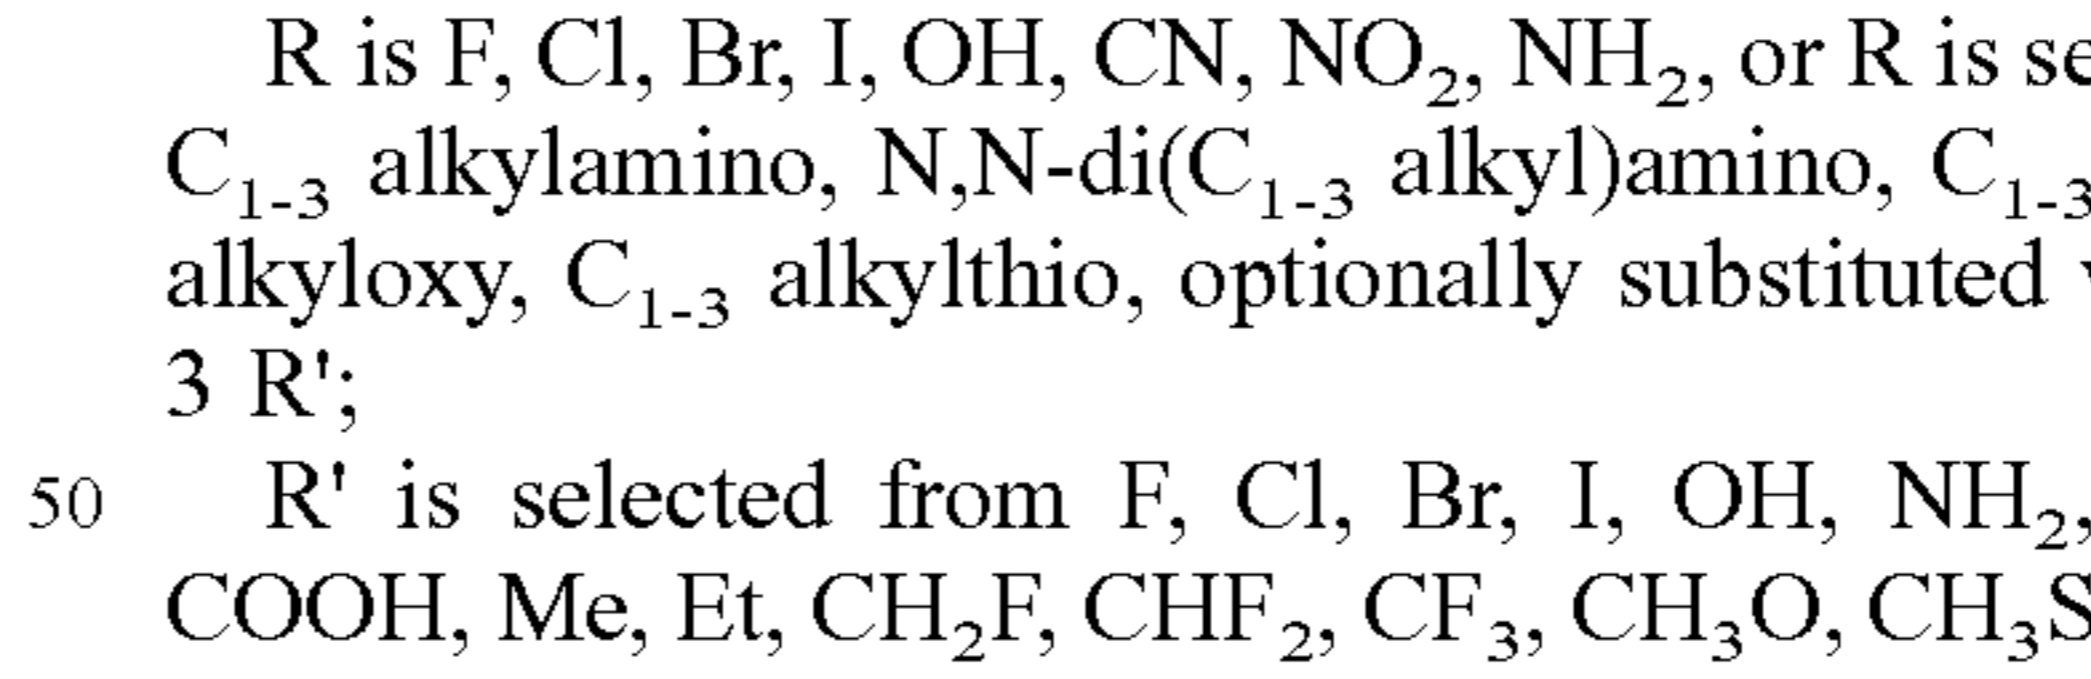 R is F, Cl, Br, I, OH, CN, NO₂, NH₂, or R is se
C₁₋₃ alkylamino, N,N-di(C₁₋₃ alkyl)amino, C₁₋₃
alkyloxy, C₁₋₃ alkylthio, optionally substituted
3 R';
50 R' is selected from F, Cl, Br, I, OH, NH₂,
COOH, Me, Et, CH₂F, CHF₂, CF₃, CH₃O, CH₃S